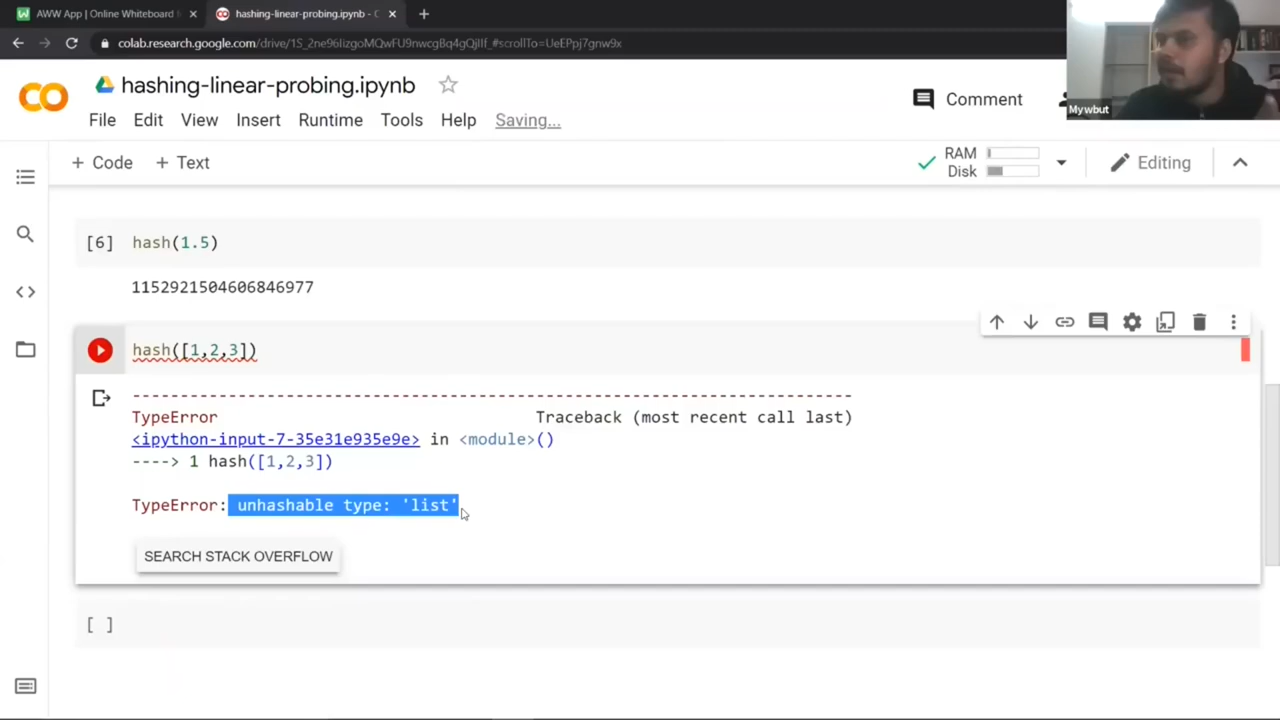 AWW App | Online Whiteboard
hashing-linear-probing.ipynb - C
colab.research.google.com/drive/1S_2ne96IizgoMQwFU9nwcgBq4gQjlIf_#scrollTo=UeEPpj7gnw9x
Mywbut
hashing-linear-probing.ipynb
Comment
File Edit View Insert Runtime Tools Help Saving...
+ Code + Text
RAM
Disk
Editing
[6] hash(1.5)
1152921504606846977
hash([1,2,3])
---------------------------------------------------------------------------
TypeError Traceback (most recent call last)
<ipython-input-7-35e31e935e9e> in <module>()
----> 1 hash([1,2,3])
TypeError: unhashable type: 'list'
SEARCH STACK OVERFLOW
[ ]